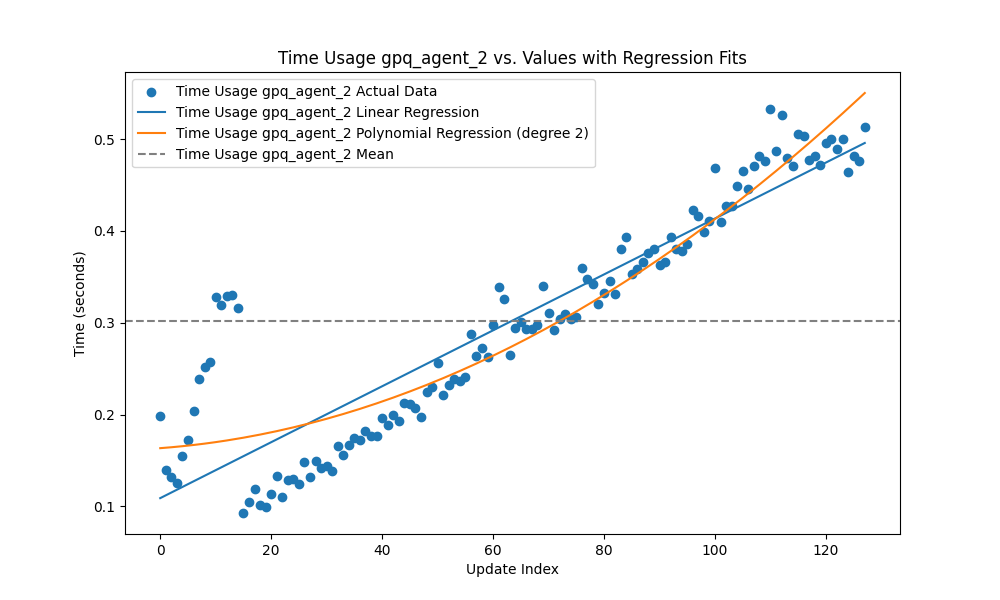 Time Usage gpq_agent_2 vs. Values with Regression Fits
Time Usage gpq_agent_2 Actual Data
Time Usage gpq_agent_2 Linear Regression
Time Usage gpq_agent_2 Polynomial Regression (degree 2)
Time Usage gpq_agent_2 Mean
Time (seconds)
0.5
0.4
0.3
0.2
0.1
0 20 40 60 80 100 120
Update Index